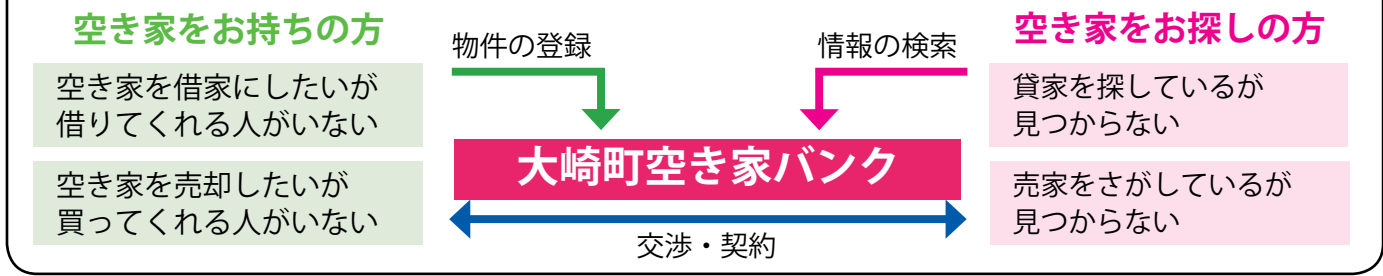 空き家をお持ちの方
空き家を借家にしたいが
借りてくれる人がいない
空き家を売却したいが
買ってくれる人がいない
物件の登録
情報の検索
大崎町空き家バンク
交渉・契約
空き家をお探しの方
貸家を探しているが
見つからない
売家をさがしているが
見つからない